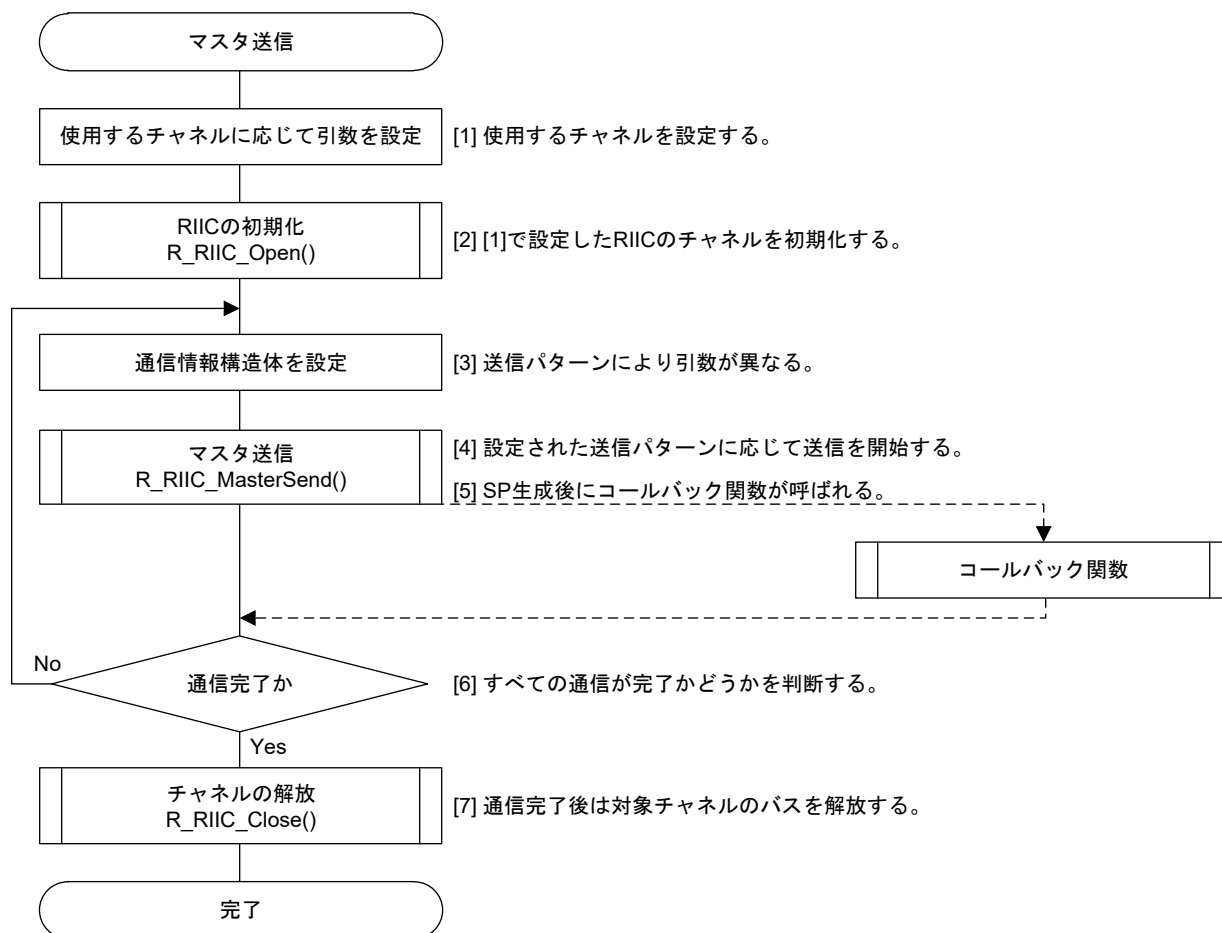 マスタ送信
使用するチャネルに応じて引数を設定
[1] 使用するチャネルを設定する。
RIICの初期化
R_RIIC_Open()
[2] [1]で設定したRIICのチャネルを初期化する。
通信情報構造体を設定
[3] 送信パターンにより引数が異なる。
マスタ送信
R_RIIC_MasterSend()
[4] 設定された送信パターンに応じて送信を開始する。
[5] SP生成後にコールバック関数が呼ばれる。
コールバック関数
No
通信完了か
[6] すべての通信が完了かどうかを判断する。
Yes
チャネルの解放
R_RIIC_Close()
[7] 通信完了後は対象チャネルのバスを解放する。
完了